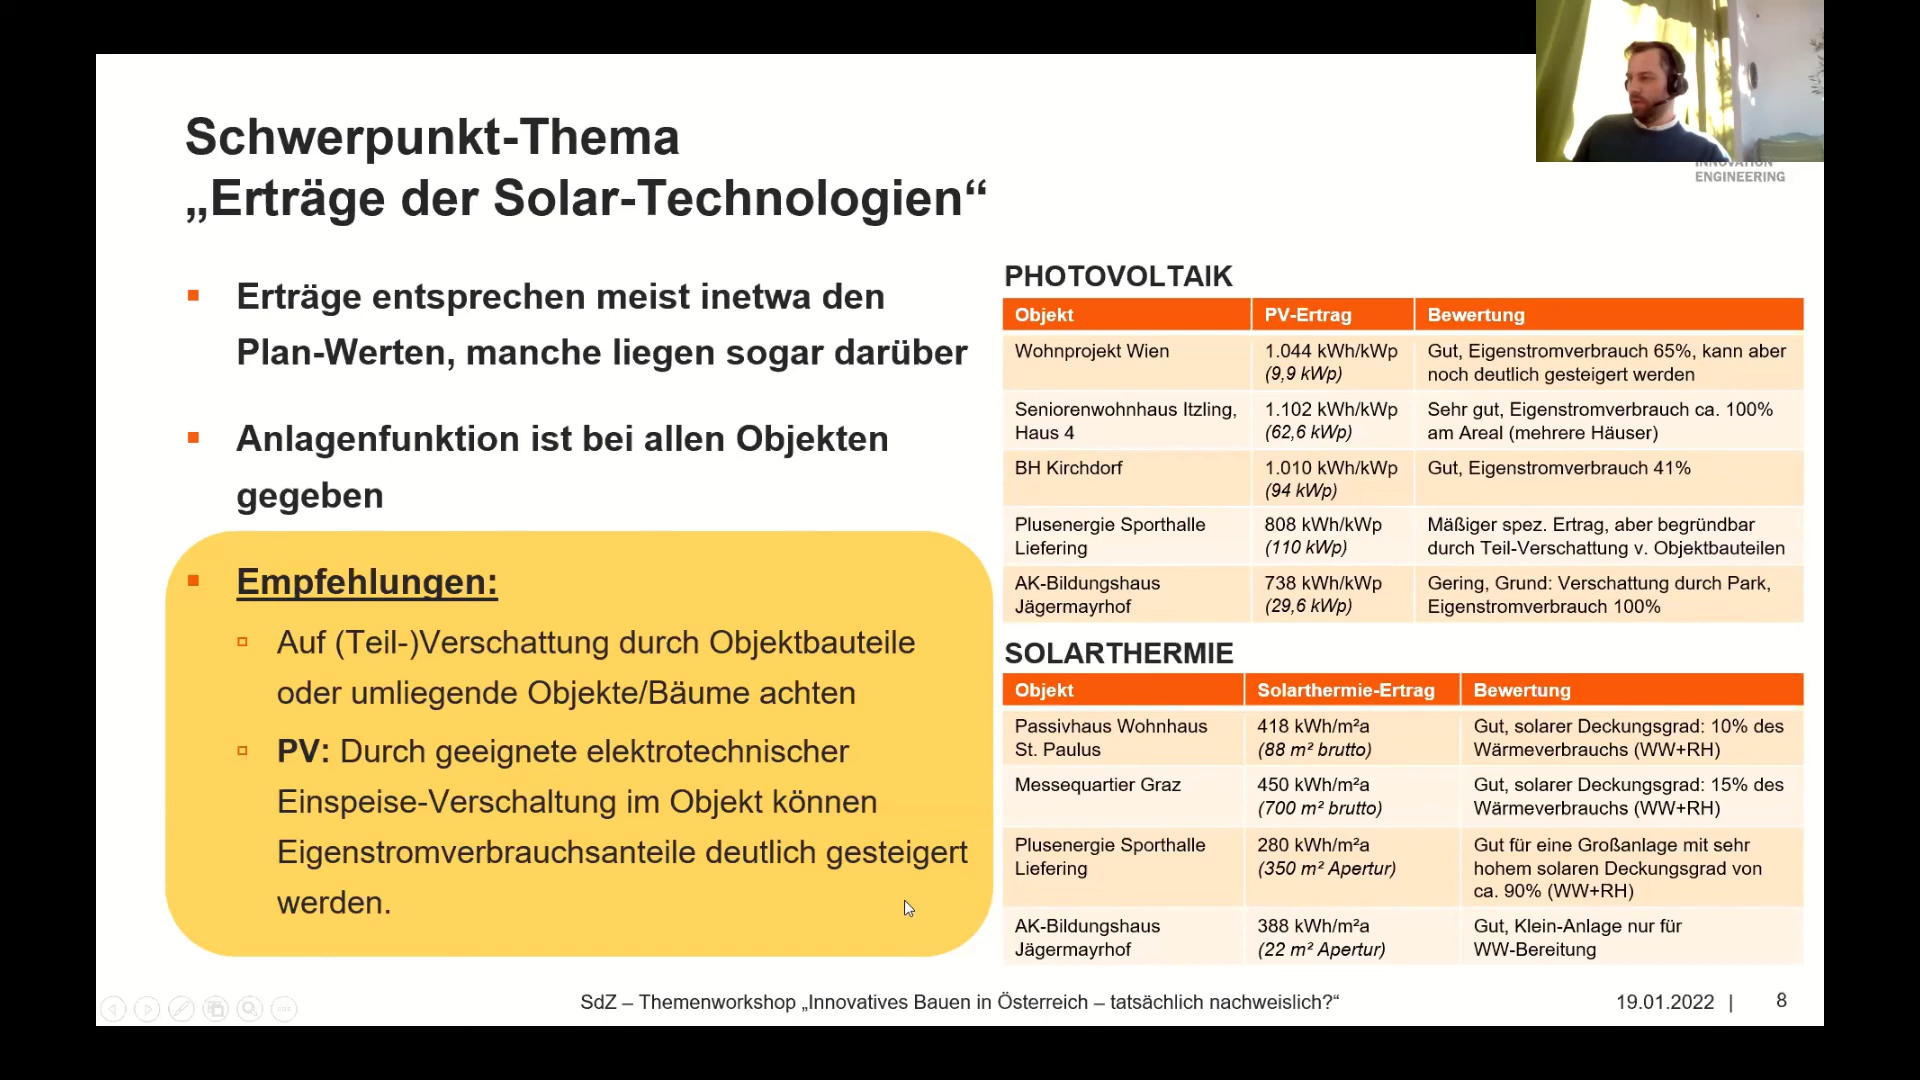 INNOVATION
ENGINEERING
Schwerpunkt-Thema
„Erträge der Solar-Technologien“
▪ Erträge entsprechen meist inetwa den
Plan-Werten, manche liegen sogar darüber
▪ Anlagenfunktion ist bei allen Objekten
gegeben
▪ Empfehlungen:
▫ Auf (Teil-)Verschattung durch Objektbauteile
oder umliegende Objekte/Bäume achten
▫ PV: Durch geeignete elektrotechnischer
Einspeise-Verschaltung im Objekt können
Eigenstromverbrauchsanteile deutlich gesteigert
werden.
PHOTOVOLTAIK
Objekt PV-Ertrag Bewertung
Wohnprojekt Wien 1.044 kWh/kWp Gut, Eigenstromverbrauch 65%, kann aber
(9,9 kWp) noch deutlich gesteigert werden
Seniorenwohnhaus Itzling, 1.102 kWh/kWp Sehr gut, Eigenstromverbrauch ca. 100%
Haus 4 (62,6 kWp) am Areal (mehrere Häuser)
BH Kirchdorf 1.010 kWh/kWp Gut, Eigenstromverbrauch 41%
(94 kWp)
Plusenergie Sporthalle 808 kWh/kWp Mäßiger spez. Ertrag, aber begründbar
Liefering (110 kWp) durch Teil-Verschattung v. Objektbauteilen
AK-Bildungshaus 738 kWh/kWp Gering, Grund: Verschattung durch Park,
Jägermayrhof (29,6 kWp) Eigenstromverbrauch 100%
SOLARTHERMIE
Objekt Solarthermie-Ertrag Bewertung
Passivhaus Wohnhaus 418 kWh/m²a Gut, solarer Deckungsgrad: 10% des
St. Paulus (88 m² brutto) Wärmeverbrauchs (WW+RH)
Messequartier Graz 450 kWh/m²a Gut, solarer Deckungsgrad: 15% des
(700 m² brutto) Wärmeverbrauchs (WW+RH)
Plusenergie Sporthalle 280 kWh/m²a Gut für eine Großanlage mit sehr
Liefering (350 m² Apertur) hohem solaren Deckungsgrad von
ca. 90% (WW+RH)
AK-Bildungshaus 388 kWh/m²a Gut, Klein-Anlage nur für
Jägermayrhof (22 m² Apertur) WW-Bereitung
SdZ – Themenworkshop „Innovatives Bauen in Österreich – tatsächlich nachweislich?“ 19.01.2022 | 8